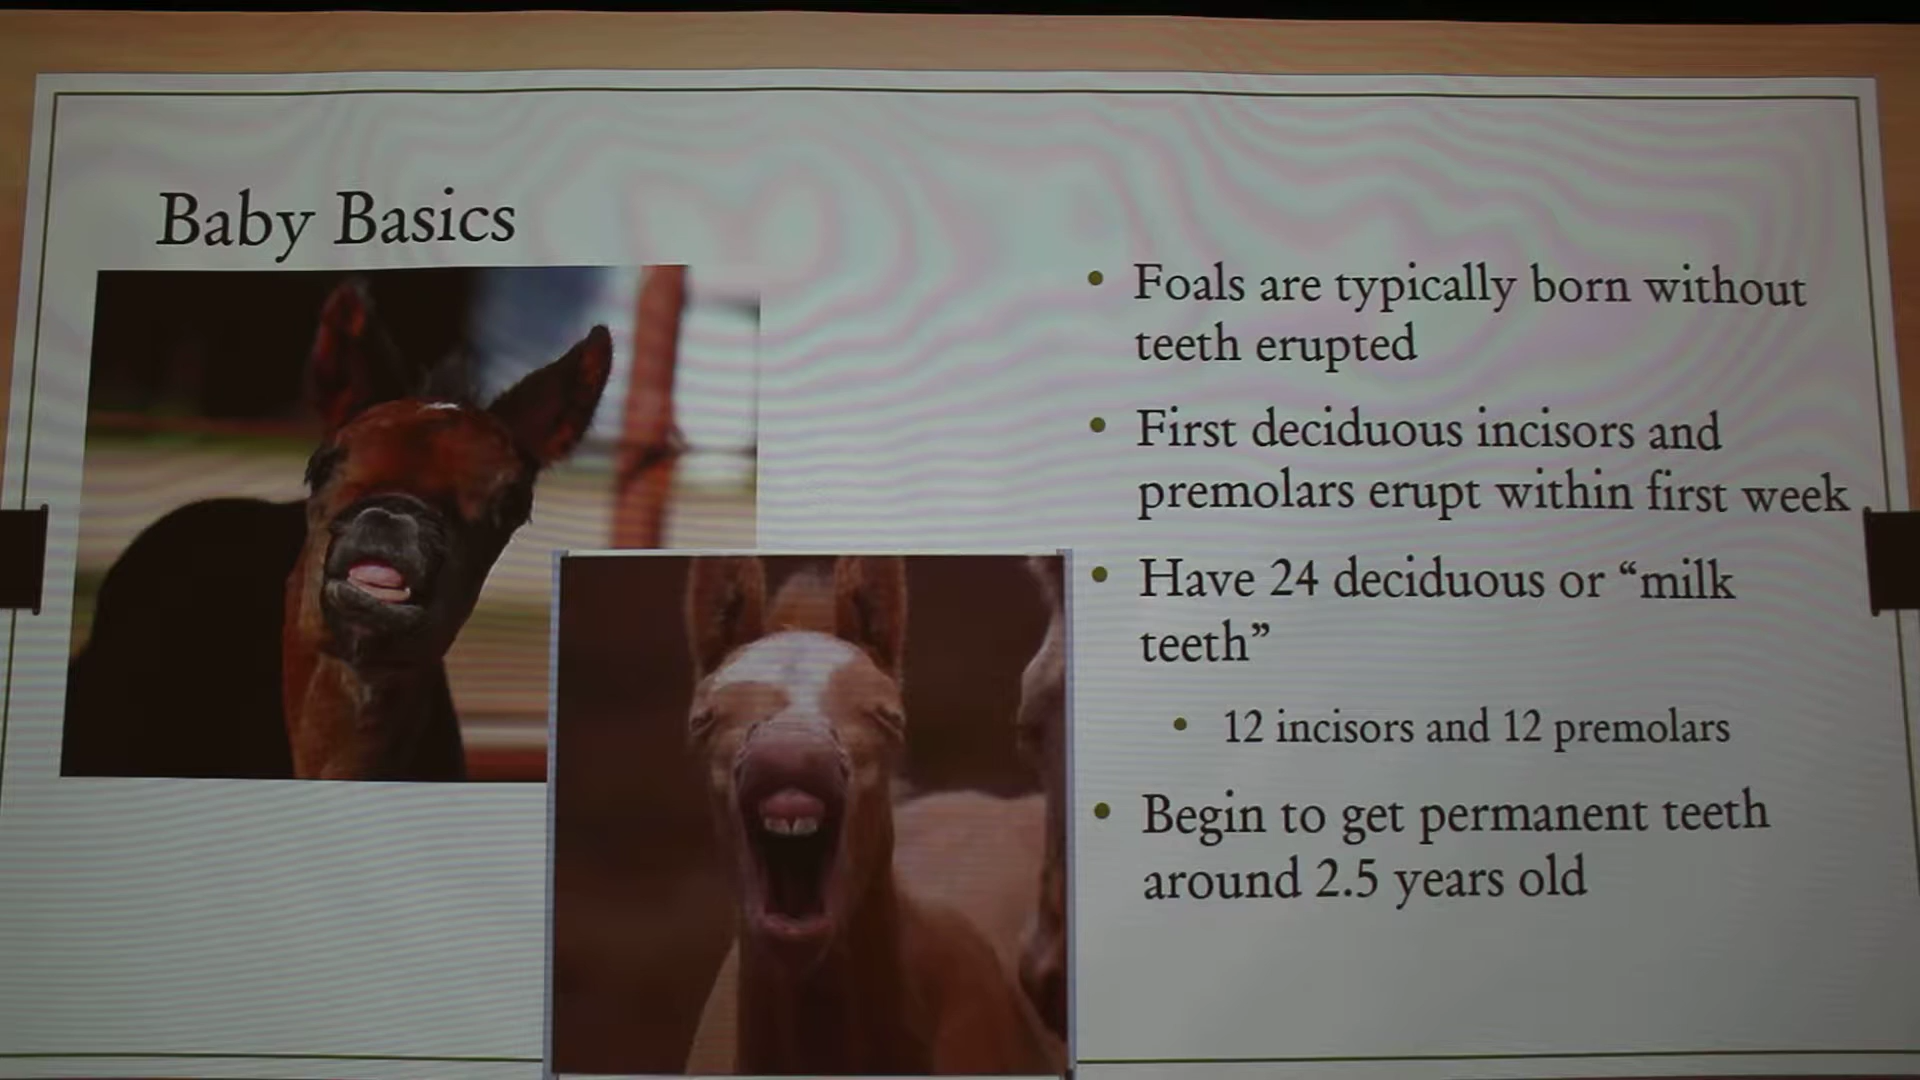 Baby Basics
Foals are typically born without
teeth erupted
First deciduous incisors and
premolars erupt within first week
Have 24 deciduous or “milk
teeth”
12 incisors and 12 premolars
Begin to get permanent teeth
around 2.5 years old